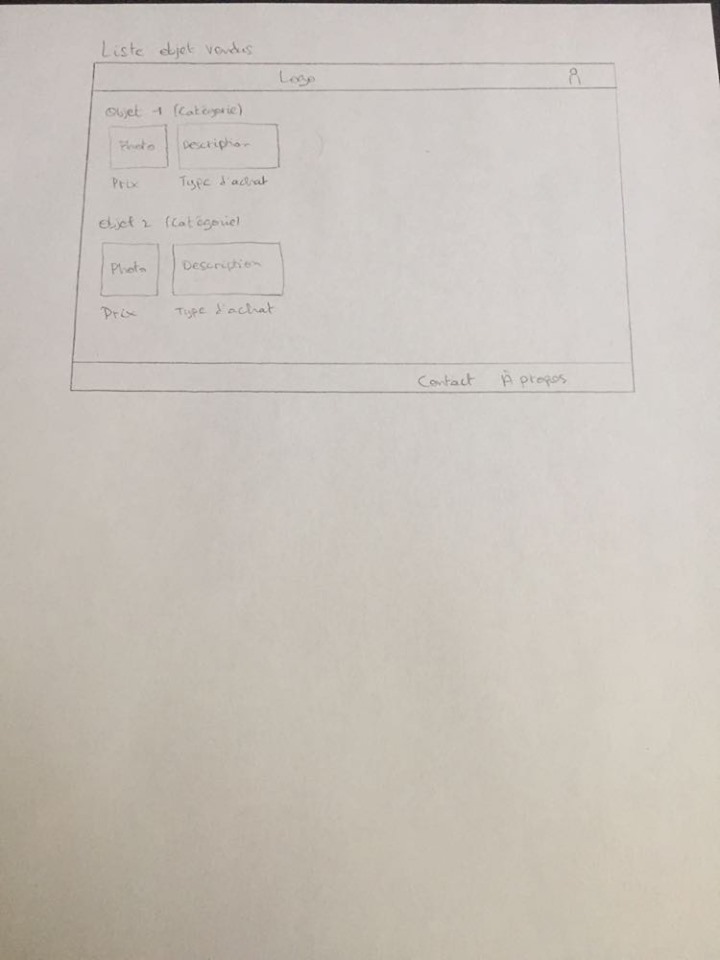 Liste objet vendus
Logo
Objet 1 (Catégorie)
Photo Description
Prix Type d'achat
Objet 2 (Catégorie)
Photo Description
Prix Type d'achat
Contact À propos